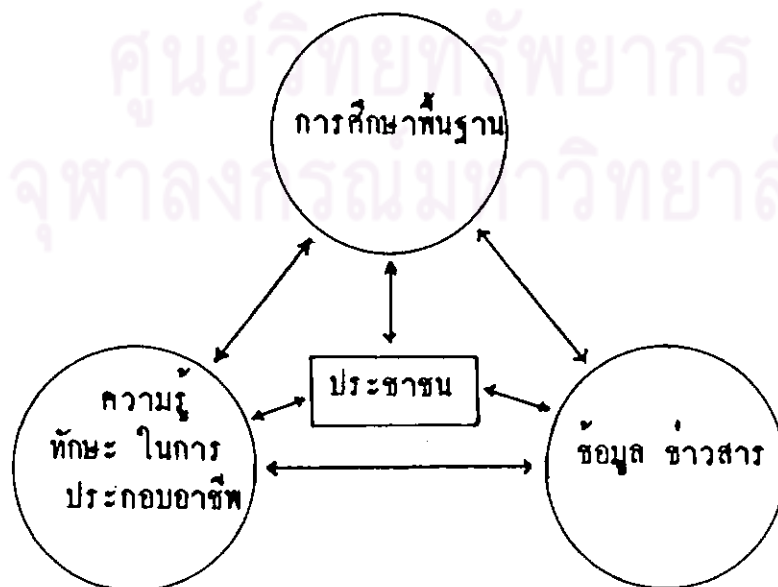 ศูนย์วิทยทรัพยากร
จุฬาลงกรณ์มหาวิทยาลั
การศึกษาพื้นฐาน
ประชาชน
ความรู้
ทักษะ ในการ
ประกอบอาชีพ
ข้อมูล ข่าวสาร